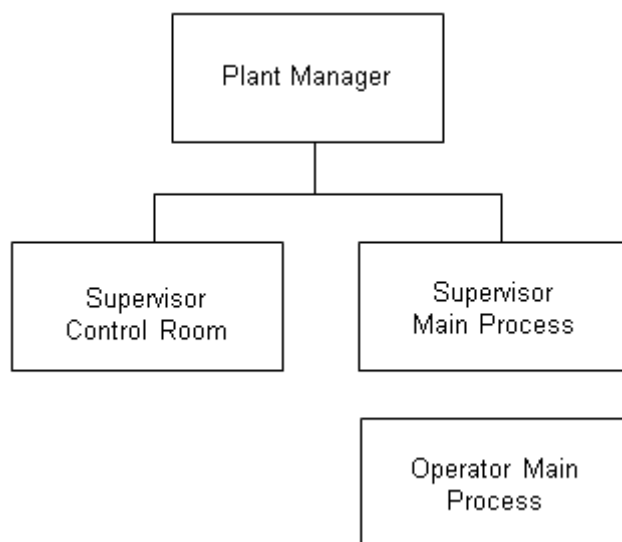 Plant Manager
Supervisor
Control Room
Supervisor
Main Process
Operator Main
Process